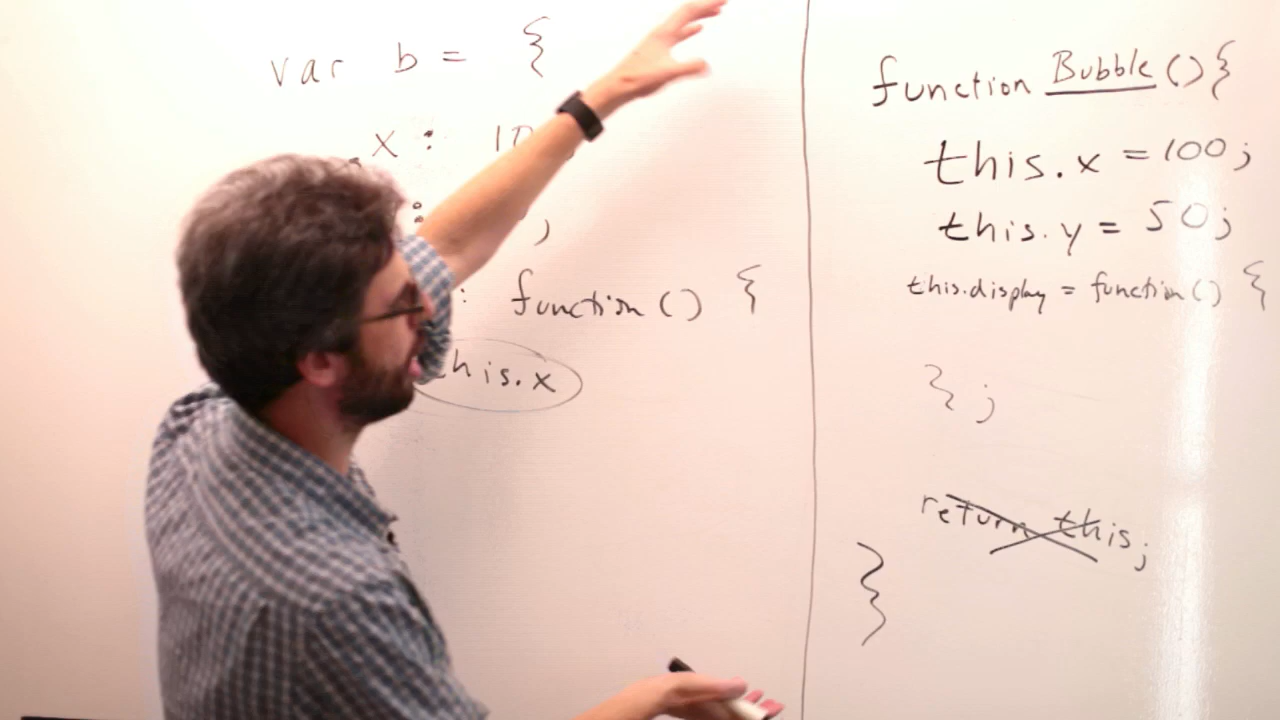 var b = {
x : 10
: ,
: function() {
this.x
function Bubble(){
this.x = 100;
this.y = 50;
this.display = function() {
};
return this;
}